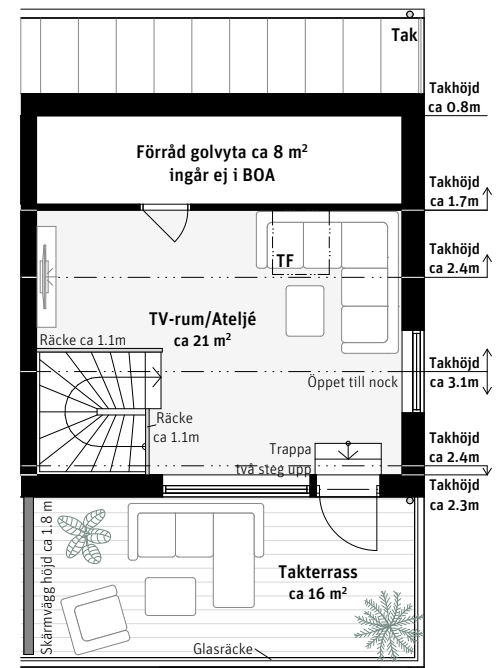 Tak
Takhöjd
ca 0.8m
Förråd golvyta ca 8 m²
ingår ej i BOA
Takhöjd
ca 1.7m
TF
Takhöjd
ca 2.4m
TV-rum/Ateljé
ca 21 m²
Räcke ca 1.1m
Takhöjd
ca 3.1m
Öppet till nock
Räcke
ca 1.1m
Trappa
två steg upp
Takhöjd
ca 2.4m
Takhöjd
ca 2.3m
Skärmvägg höjd ca 1.8 m
Takterrass
ca 16 m²
Glasräcke